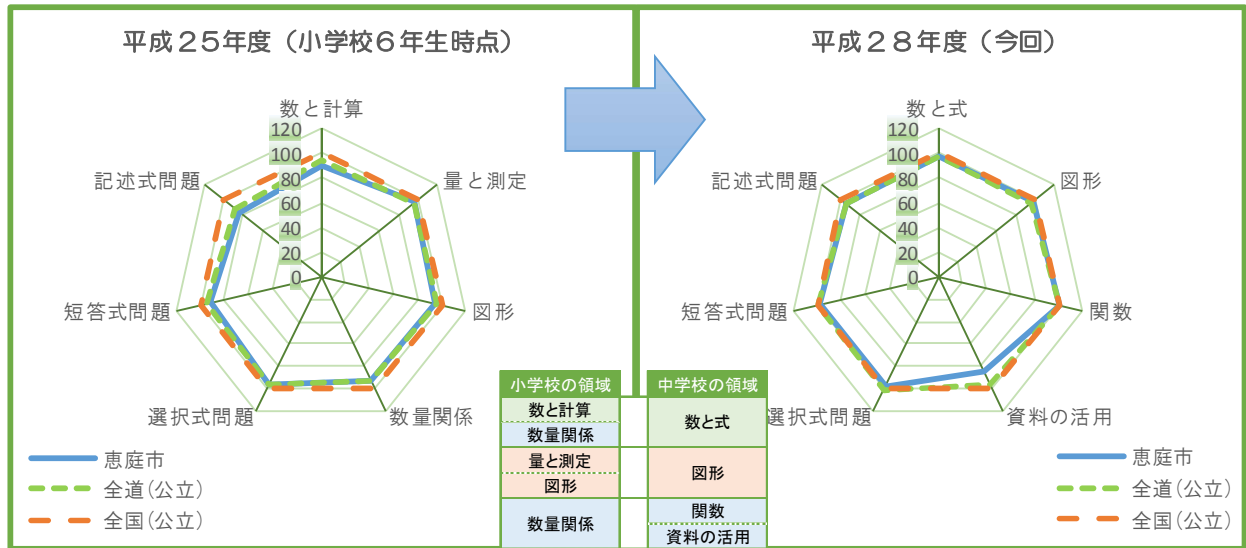 平成２５年度（小学校６年生時点）
数と計算
120
100
80
60
40
20
0
量と測定
図形
数量関係
選択式問題
短答式問題
記述式問題
恵庭市
全道(公立)
全国(公立)
平成２８年度（今回）
数と式
120
100
80
60
40
20
0
図形
関数
資料の活用
選択式問題
短答式問題
記述式問題
恵庭市
全道(公立)
全国(公立)
小学校の領域
数と計算
数量関係
量と測定
図形
数量関係
中学校の領域
数と式
図形
関数
資料の活用